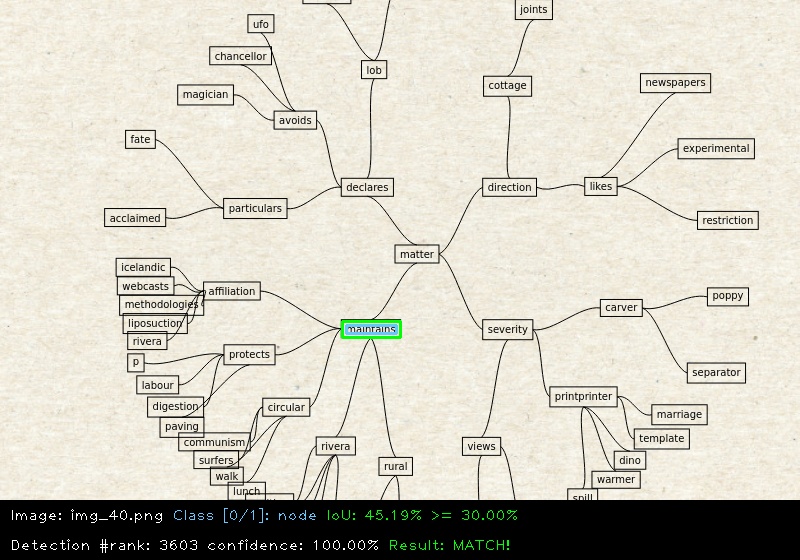 joints
ufo
chancellor
lob
cottage
newspapers
magician
avoids
fate
experimental
declares
direction
likes
particulars
acclaimed
restriction
matter
icelandic
webcasts
affiliation
methodologies
poppy
carver
liposuction
maintains
severity
rivera
protects
p
separator
labour
printprinter
digestion
circular
marriage
paving
template
communism
rivera
views
surfers
dino
rural
walk
warmer
lunch
spill
Image: img_40.png Class [0/1]: node IoU: 45.19% >= 30.00%
Detection #rank: 3603 confidence: 100.00% Result: MATCH!